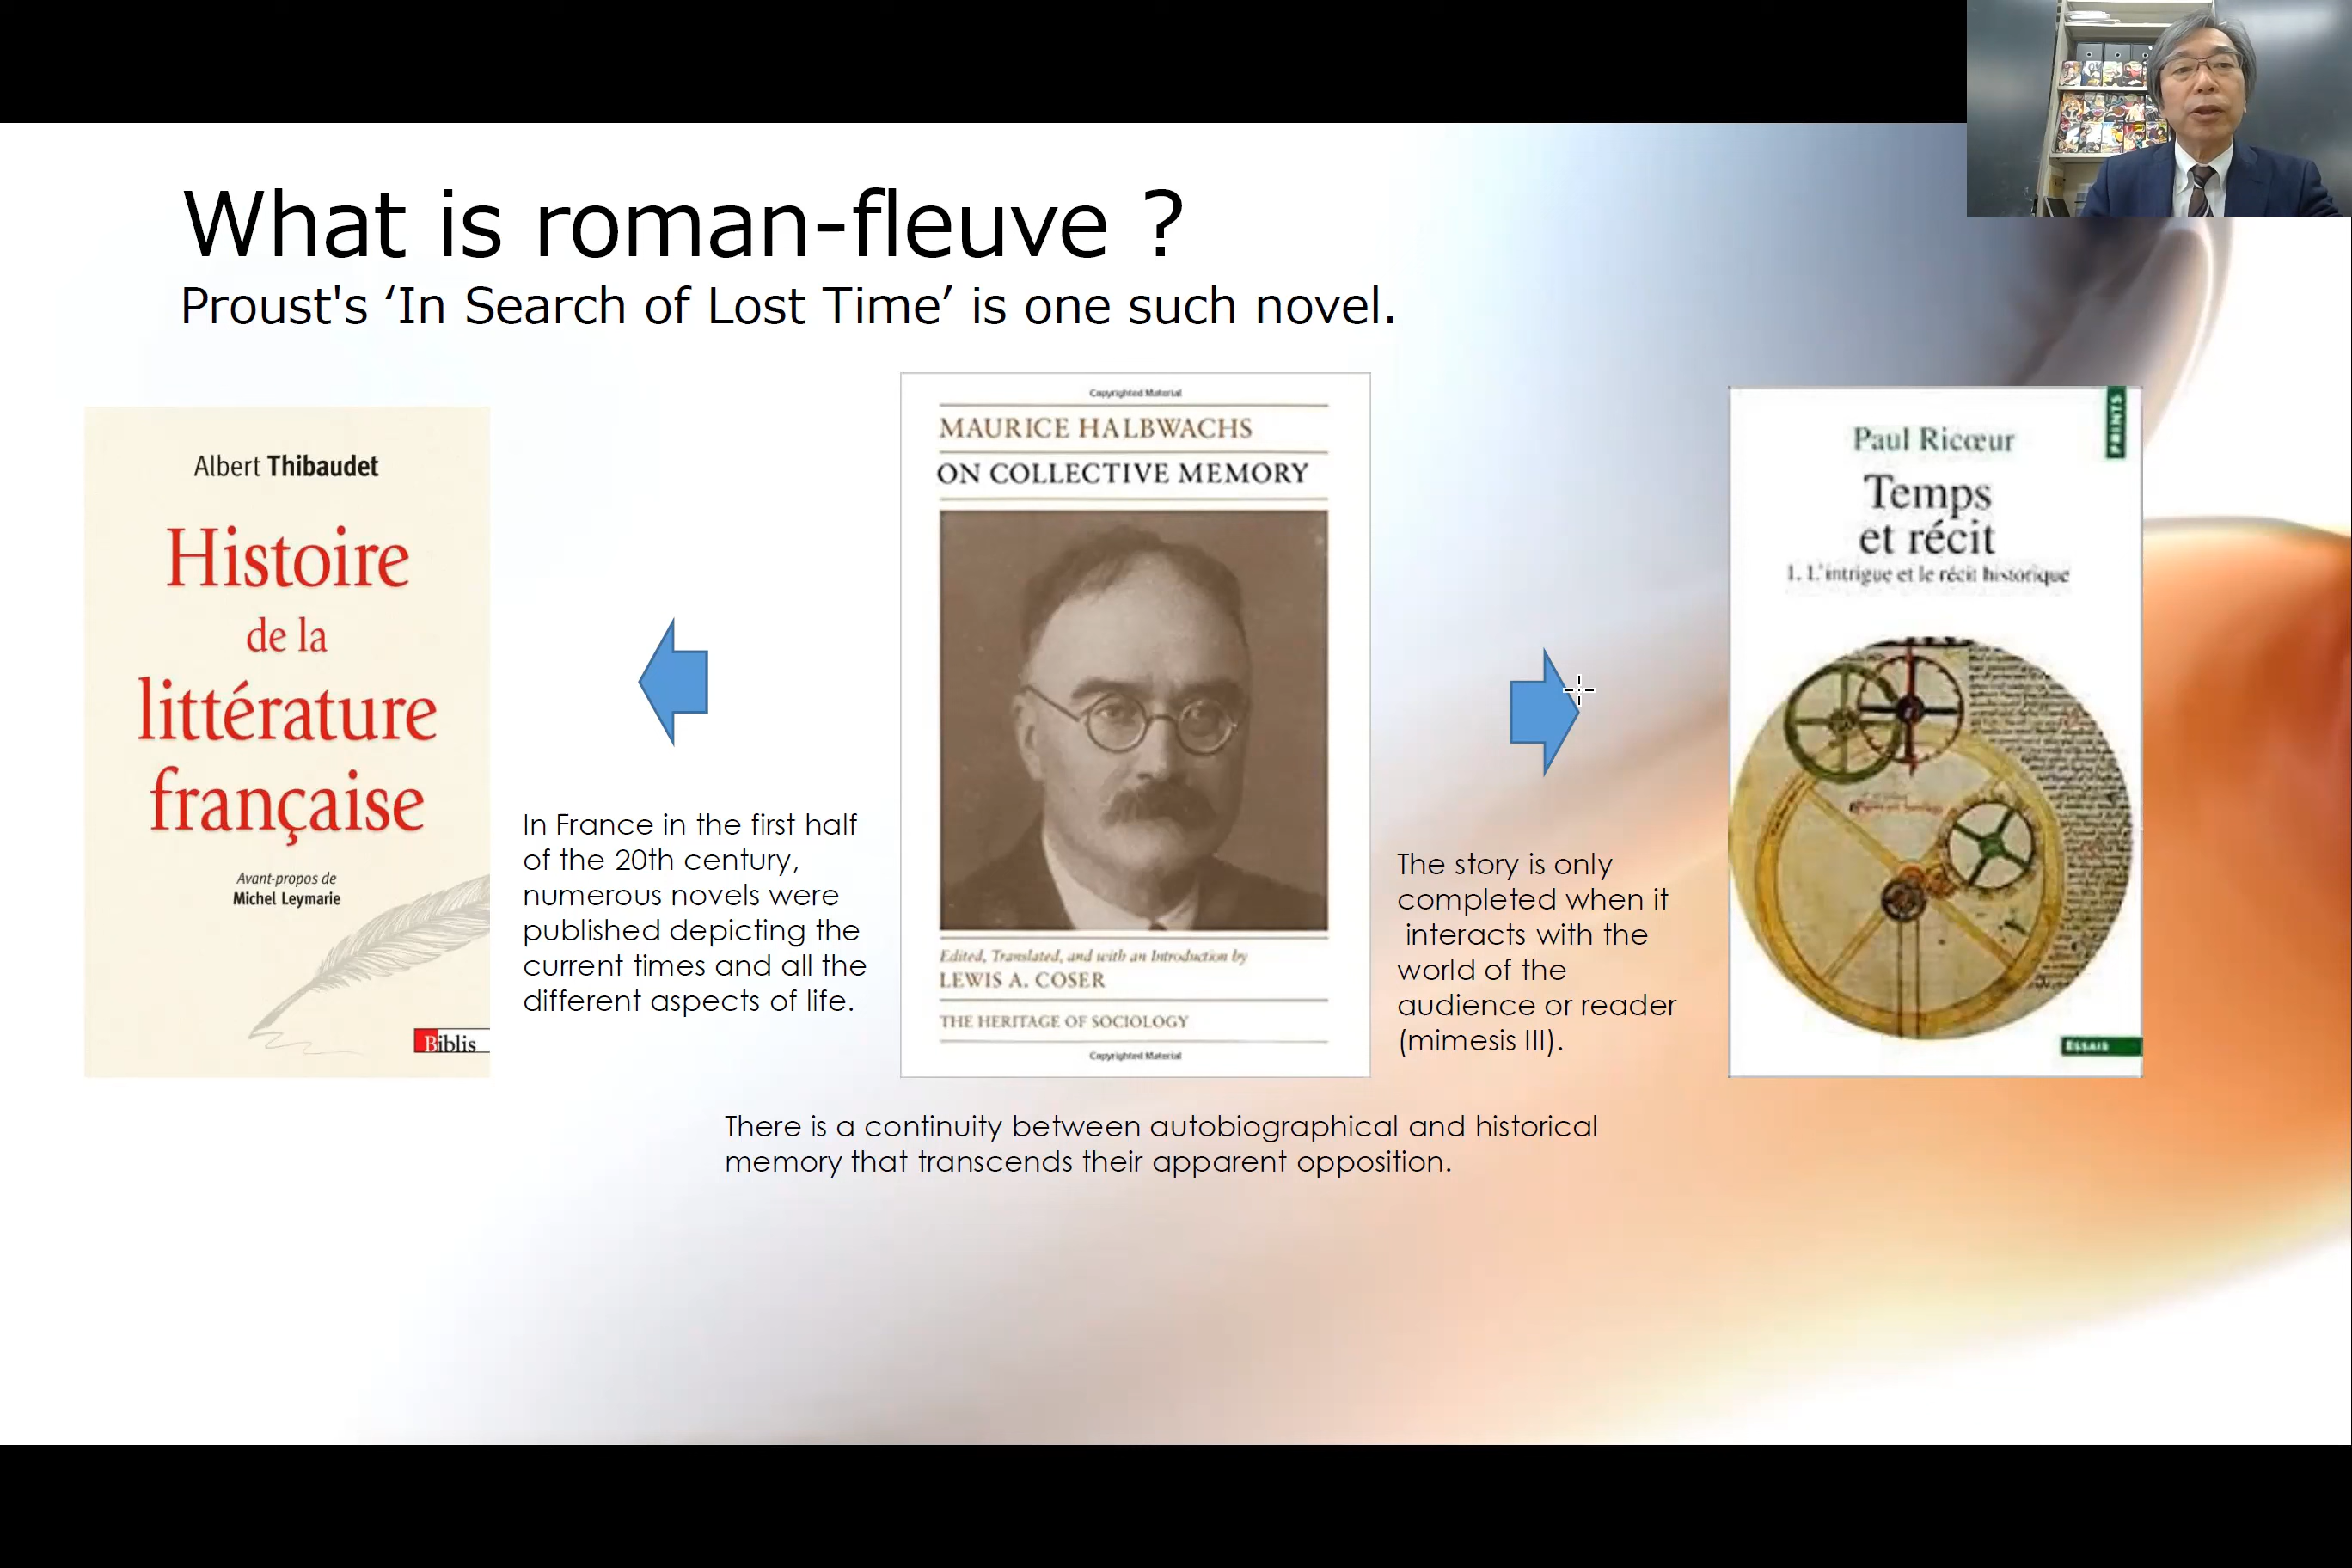 What is roman-fleuve ?
Proust's ‘In Search of Lost Time’ is one such novel.
Albert Thibaudet
Histoire
de la
littérature
française
Avant-propos de
Michel Leymarie
Biblis
In France in the first half
of the 20th century,
numerous novels were
published depicting the
current times and all the
different aspects of life.
Copyrighted Material
MAURICE HALBWACHS
ON COLLECTIVE MEMORY
Edited, Translated, and with an Introduction by
LEWIS A. COSER
THE HERITAGE OF SOCIOLOGY
Copyrighted Material
The story is only
completed when it
interacts with the
world of the
audience or reader
(mimesis III).
POINTS
Paul Ricœur
Temps
et récit
1. L'intrigue et le récit historique
ESSAIS
There is a continuity between autobiographical and historical
memory that transcends their apparent opposition.